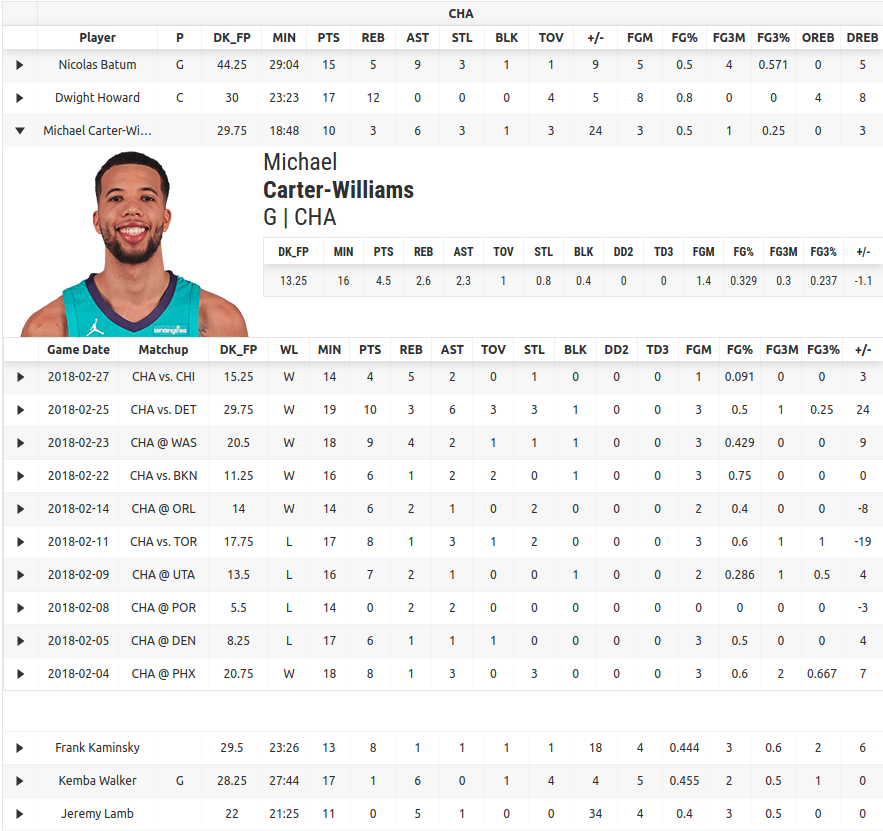 CHA
Player P DK_FP MIN PTS REB AST STL BLK TOV +/- FGM FG% FG3M FG3% OREB DREB
Nicolas Batum G 44.25 29:04 15 5 9 3 1 1 9 5 0.5 4 0.571 0 5
Dwight Howard C 30 23:23 17 12 0 0 0 4 5 8 0.8 0 0 4 8
Michael Carter-Wi... 29.75 18:48 10 3 6 3 1 3 24 3 0.5 1 0.25 0 3
Michael
Carter-Williams
G | CHA
DK_FP MIN PTS REB AST TOV STL BLK DD2 TD3 FGM FG% FG3M FG3% +/-
13.25 16 4.5 2.6 2.3 1 0.8 0.4 0 0 1.4 0.329 0.3 0.237 -1.1
lendingtree
Game Date Matchup DK_FP WL MIN PTS REB AST TOV STL BLK DD2 TD3 FGM FG% FG3M FG3% +/-
2018-02-27 CHA vs. CHI 15.25 W 14 4 5 2 0 1 0 0 0 1 0.091 0 0 3
2018-02-25 CHA vs. DET 29.75 W 19 10 3 6 3 3 1 0 0 3 0.5 1 0.25 24
2018-02-23 CHA @ WAS 20.5 W 18 9 4 2 1 1 1 0 0 3 0.429 0 0 9
2018-02-22 CHA vs. BKN 11.25 W 16 6 1 2 2 0 1 0 0 3 0.75 0 0 0
2018-02-14 CHA @ ORL 14 W 14 6 2 1 0 2 0 0 0 2 0.4 0 0 -8
2018-02-11 CHA vs. TOR 17.75 L 17 8 1 3 1 2 0 0 0 3 0.6 1 1 -19
2018-02-09 CHA @ UTA 13.5 L 16 7 2 1 0 0 1 0 0 2 0.286 1 0.5 4
2018-02-08 CHA @ POR 5.5 L 14 0 2 2 0 0 0 0 0 0 0 0 0 -3
2018-02-05 CHA @ DEN 8.25 L 17 6 1 1 1 0 0 0 0 3 0.5 0 0 4
2018-02-04 CHA @ PHX 20.75 W 18 8 1 3 0 3 0 0 0 3 0.6 2 0.667 7
Frank Kaminsky 29.5 23:26 13 8 1 1 1 1 18 4 0.444 3 0.6 2 6
Kemba Walker G 28.25 27:44 17 1 6 0 1 4 4 5 0.455 2 0.5 1 0
Jeremy Lamb 22 21:25 11 0 5 1 0 0 34 4 0.4 3 0.5 0 0